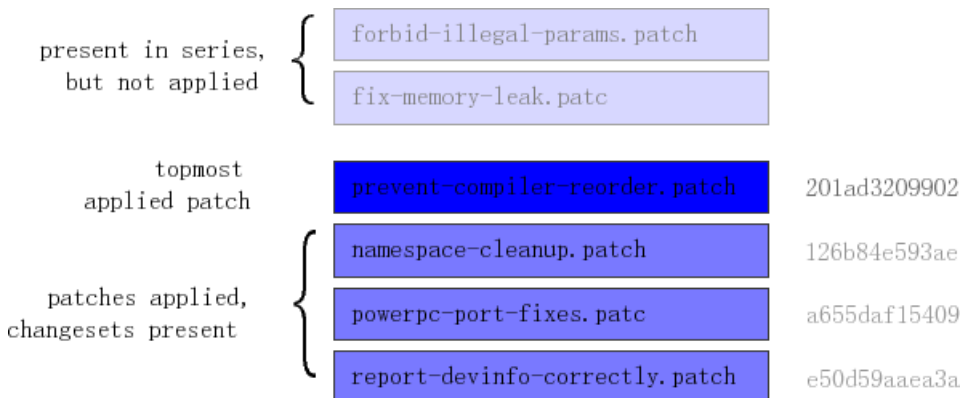 present in series,
but not applied
forbid-illegal-params.patch
fix-memory-leak.patc
topmost
applied patch
prevent-compiler-reorder.patch 201ad3209902
namespace-cleanup.patch 126b84e593ae
patches applied,
changesets present
powerpc-port-fixes.patc a655daf15409
report-devinfo-correctly.patch e50d59aaea3a